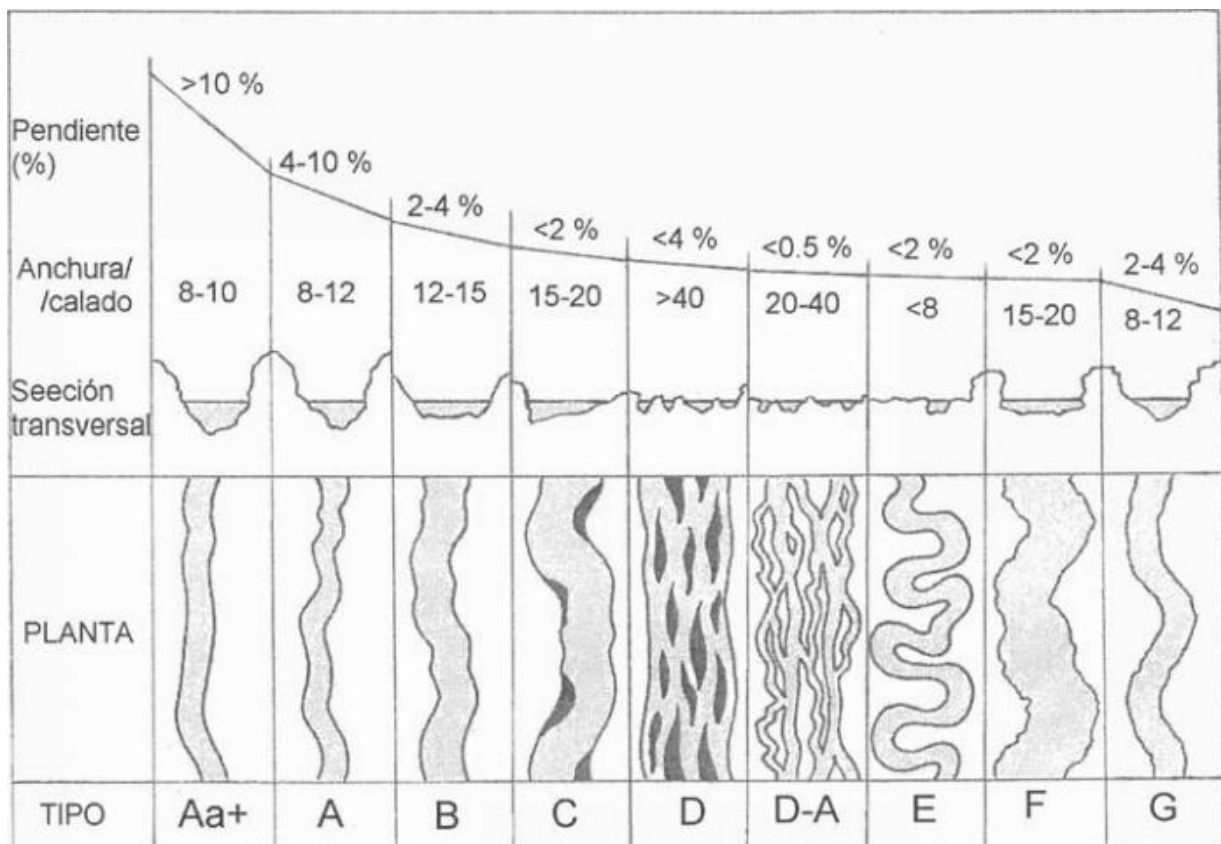 Pendiente
(%)
>10 %
4-10 %
2-4 %
<2 %
<4 %
<0.5 %
<2 %
<2 %
2-4 %
Anchura/
/calado
8-10
8-12
12-15
15-20
>40
20-40
<8
15-20
8-12
Seeción
transversal
PLANTA
TIPO
Aa+
A
B
C
D
D-A
E
F
G